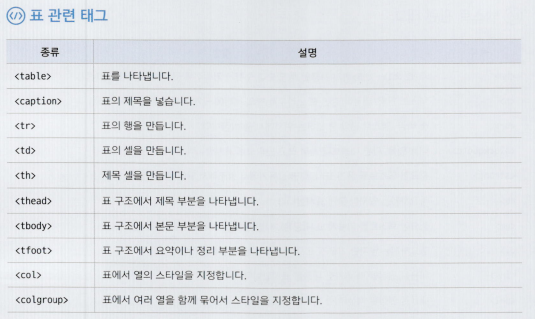 </> 표 관련 태그
종류 설명
<table> 표를 나타냅니다.
<caption> 표의 제목을 넣습니다.
<tr> 표의 행을 만듭니다.
<td> 표의 셀을 만듭니다.
<th> 제목 셀을 만듭니다.
<thead> 표 구조에서 제목 부분을 나타냅니다.
<tbody> 표 구조에서 본문 부분을 나타냅니다.
<tfoot> 표 구조에서 요약이나 정리 부분을 나타냅니다.
<col> 표에서 열의 스타일을 지정합니다.
<colgroup> 표에서 여러 열을 함께 묶어서 스타일을 지정합니다.